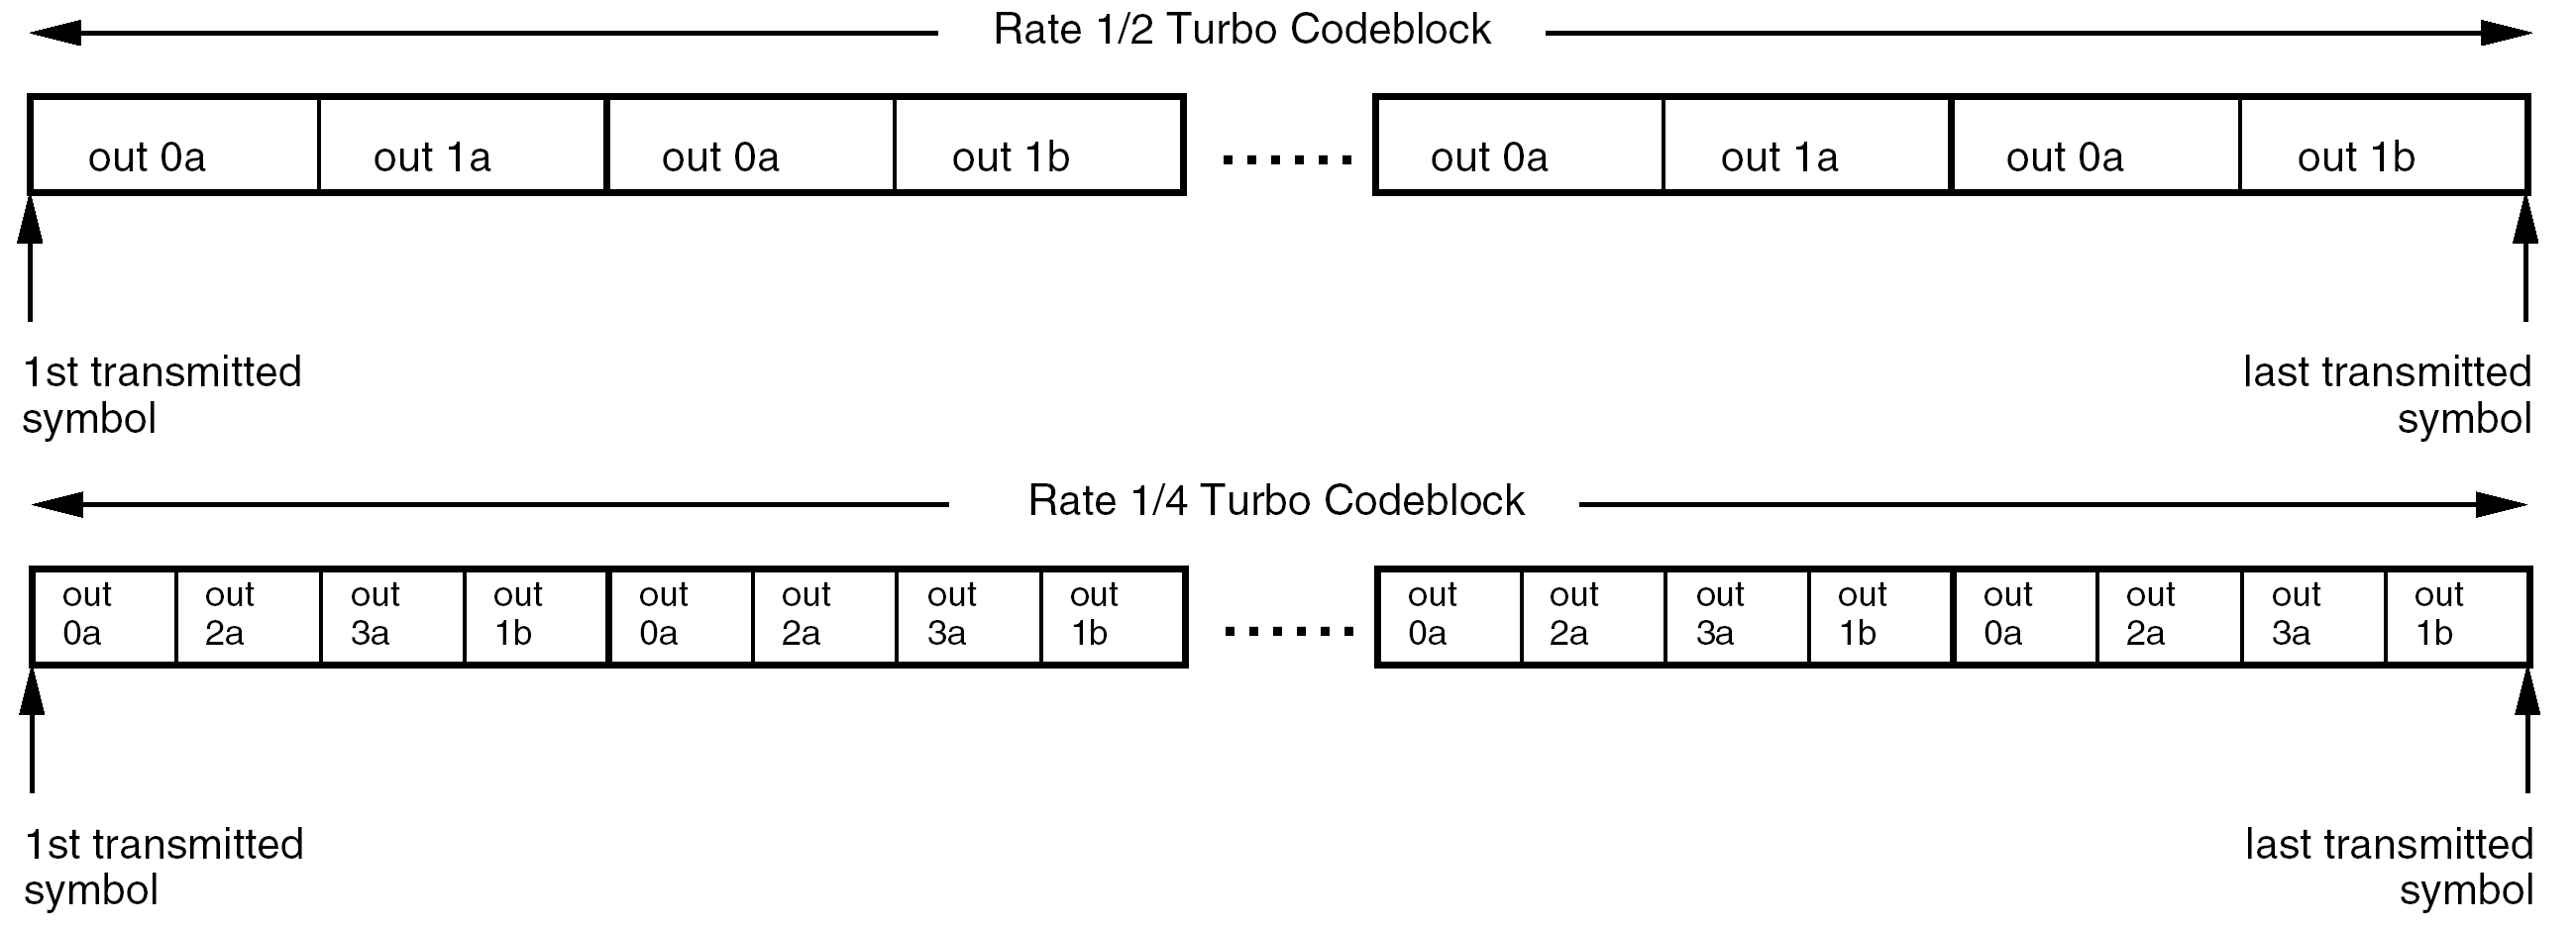 Rate 1/2 Turbo Codeblock
out 0a out 1a out 0a out 1b ...... out 0a out 1a out 0a out 1b
1st transmitted last transmitted
symbol symbol
Rate 1/4 Turbo Codeblock
out out out out out out out out out out out out out out out out
0a 2a 3a 1b 0a 2a 3a 1b ...... 0a 2a 3a 1b 0a 2a 3a 1b
1st transmitted last transmitted
symbol symbol